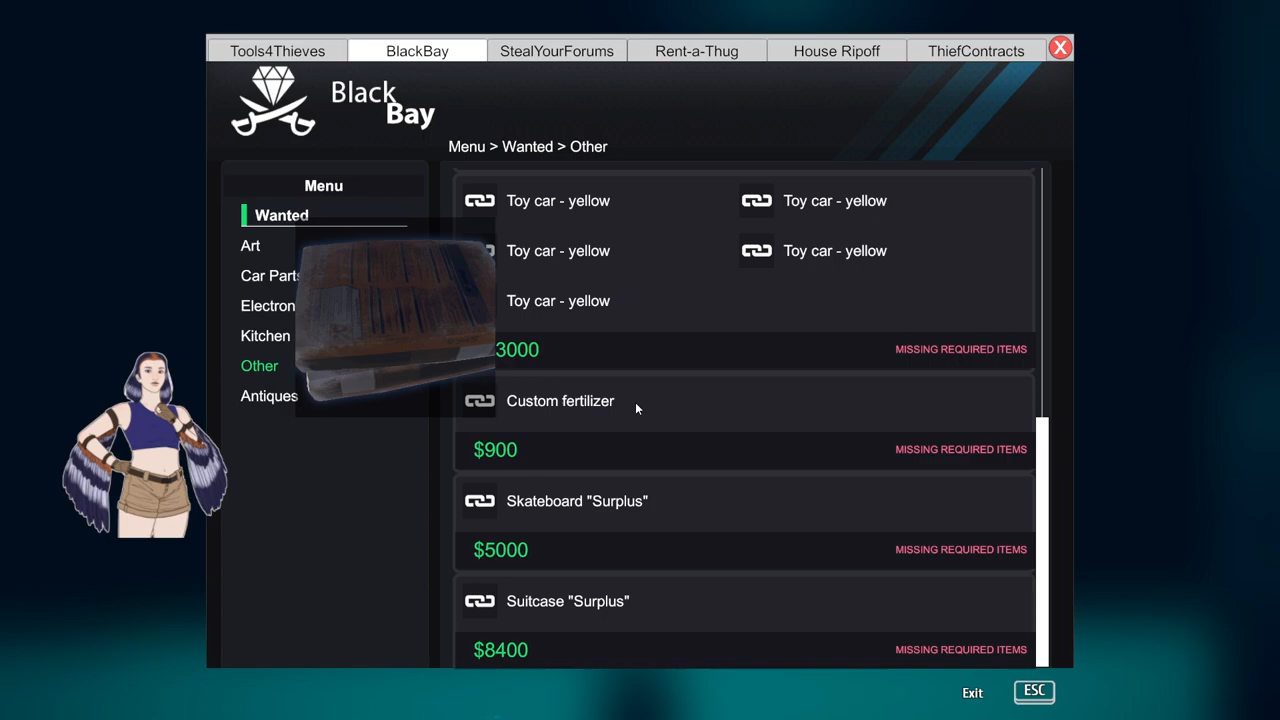 Tools4Thieves
BlackBay
StealYourForums
Rent-a-Thug
House Ripoff
ThiefContracts
X
Black
Bay
Menu > Wanted > Other
Menu
Wanted
Art
Car Parts
Electron
Kitchen
Other
Antiques
Toy car - yellow
Toy car - yellow
Toy car - yellow
Toy car - yellow
Toy car - yellow
3000
MISSING REQUIRED ITEMS
Custom fertilizer
$900
MISSING REQUIRED ITEMS
Skateboard "Surplus"
$5000
MISSING REQUIRED ITEMS
Suitcase "Surplus"
$8400
MISSING REQUIRED ITEMS
Exit
ESC